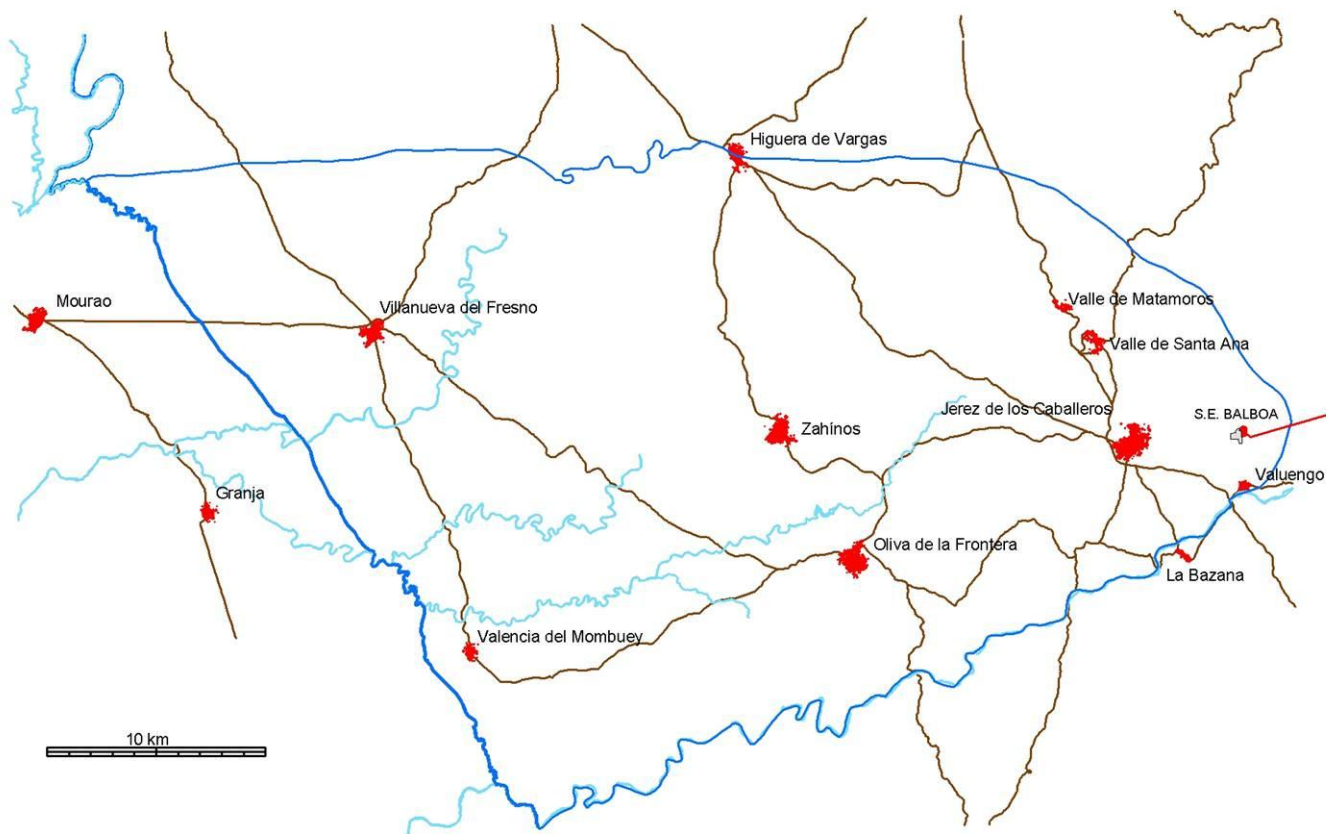 Higuera de Vargas
Mourao
Villanueva del Fresno
Valle de Matamoros
Valle de Santa Ana
Jerez de los Caballeros
S.E. BALBOA
Zahínos
Valuengo
Granja
Oliva de la Frontera
La Bazana
Valencia del Mombuey
10 km